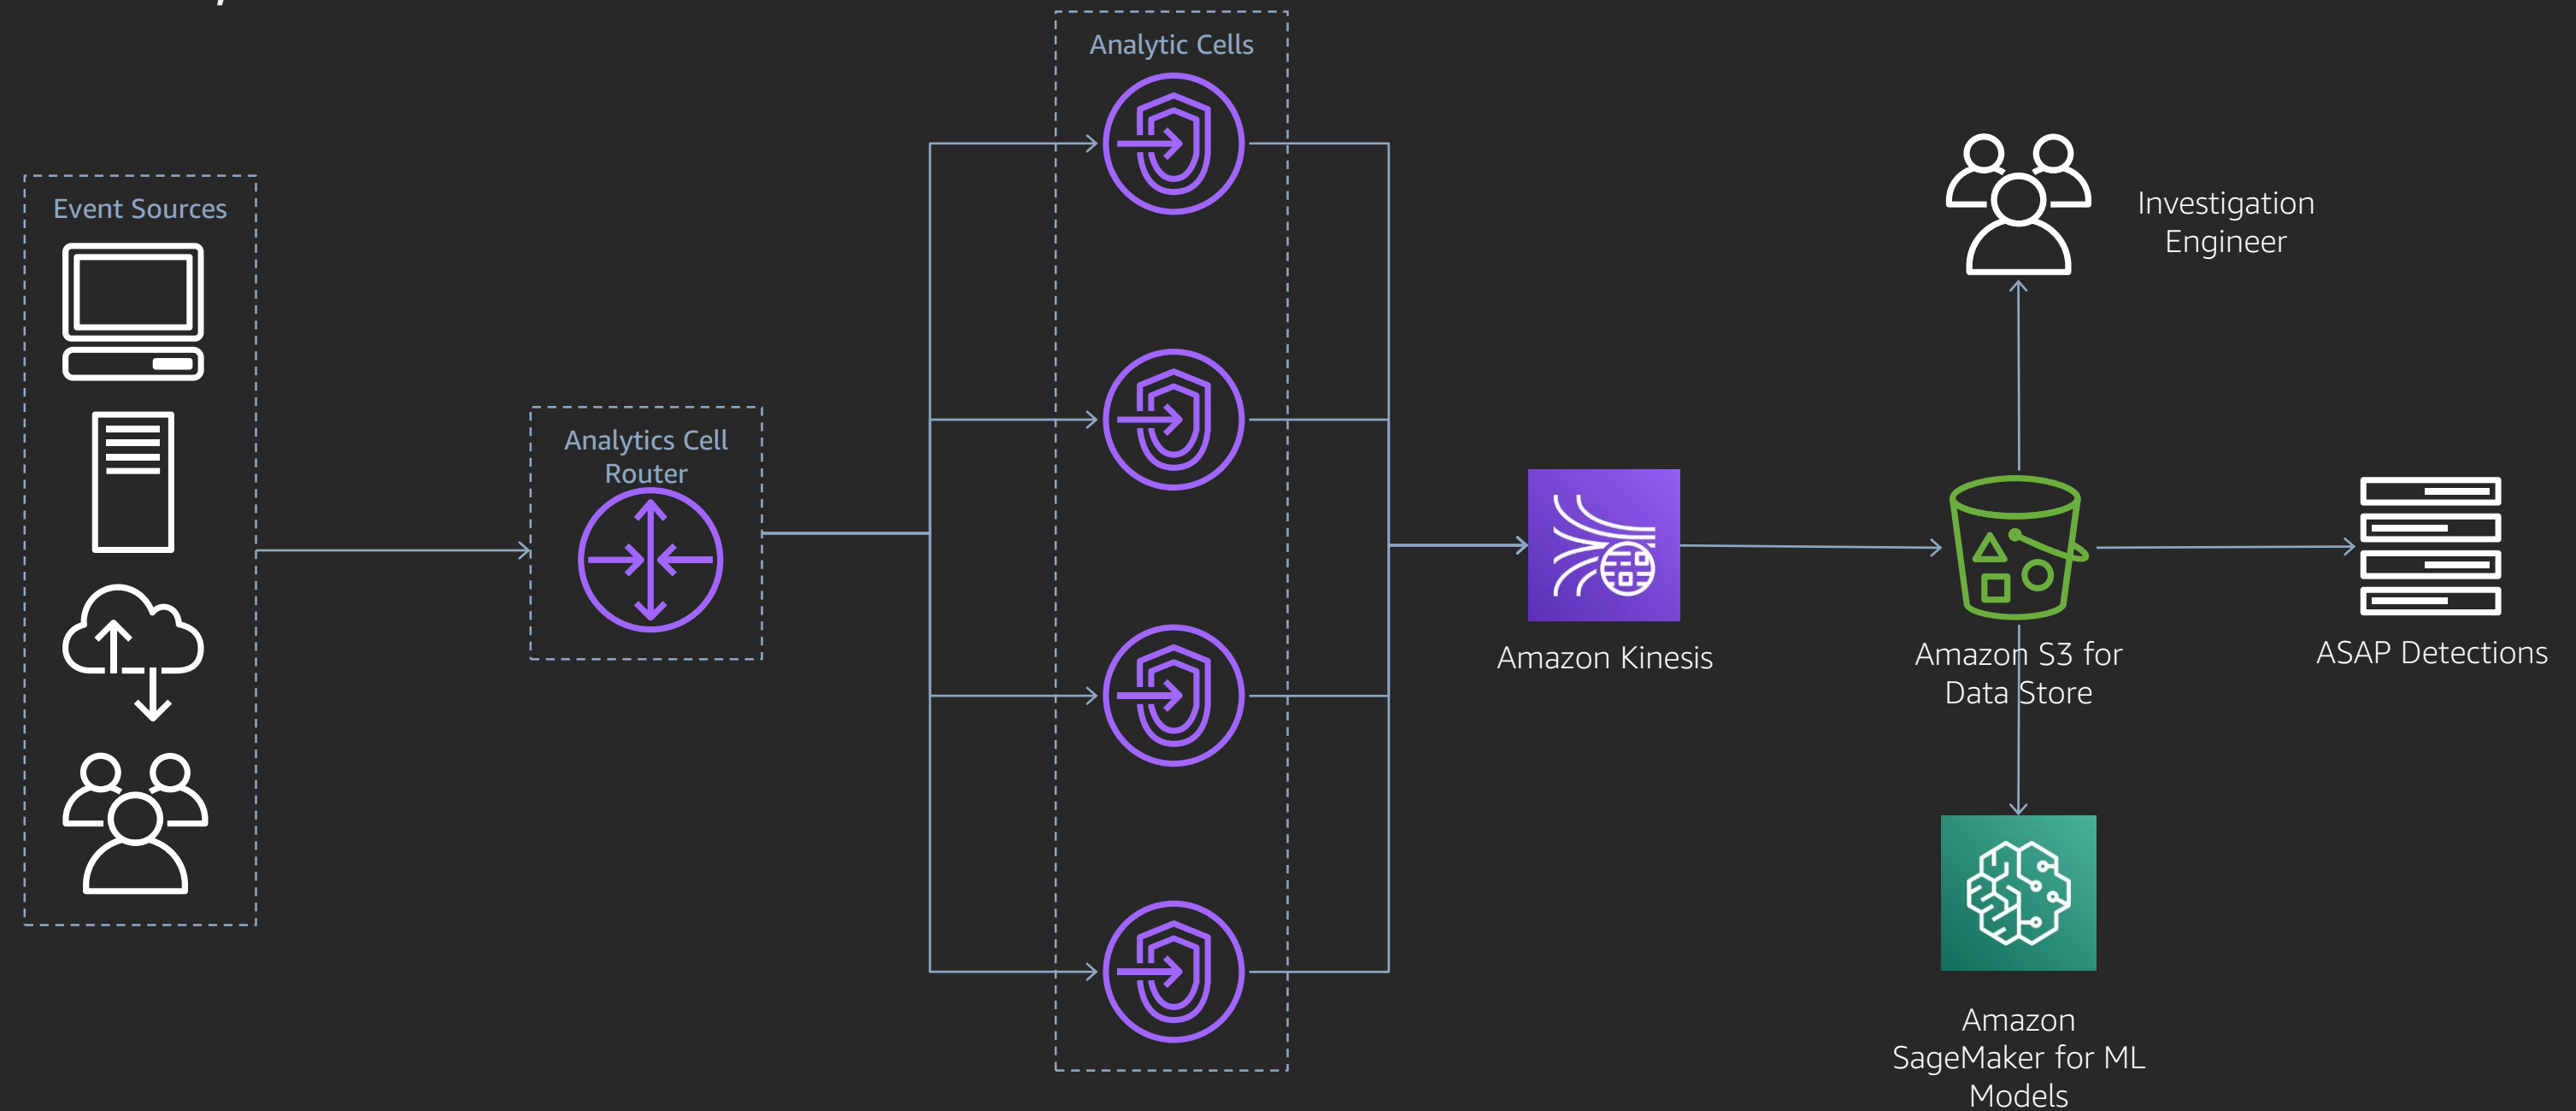 Event Sources
Analytics Cell
Router
Analytic Cells
Amazon Kinesis
Investigation
Engineer
Amazon S3 for
Data Store
ASAP Detections
Amazon
SageMaker for ML
Models